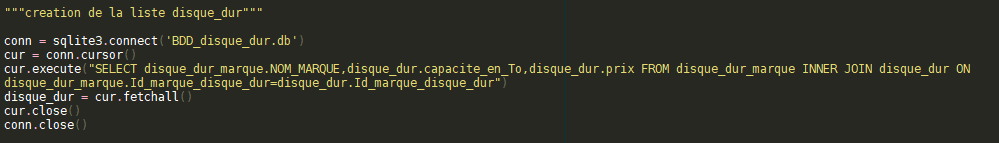 """creation de la liste disque_dur"""
conn = sqlite3.connect('BDD_disque_dur.db')
cur = conn.cursor()
cur.execute("SELECT disque_dur_marque.NOM_MARQUE,disque_dur.capacite_en_To,disque_dur.prix FROM disque_dur_marque INNER JOIN disque_dur ON
disque_dur_marque.Id_marque_disque_dur=disque_dur.Id_marque_disque_dur")
disque_dur = cur.fetchall()
cur.close()
conn.close()